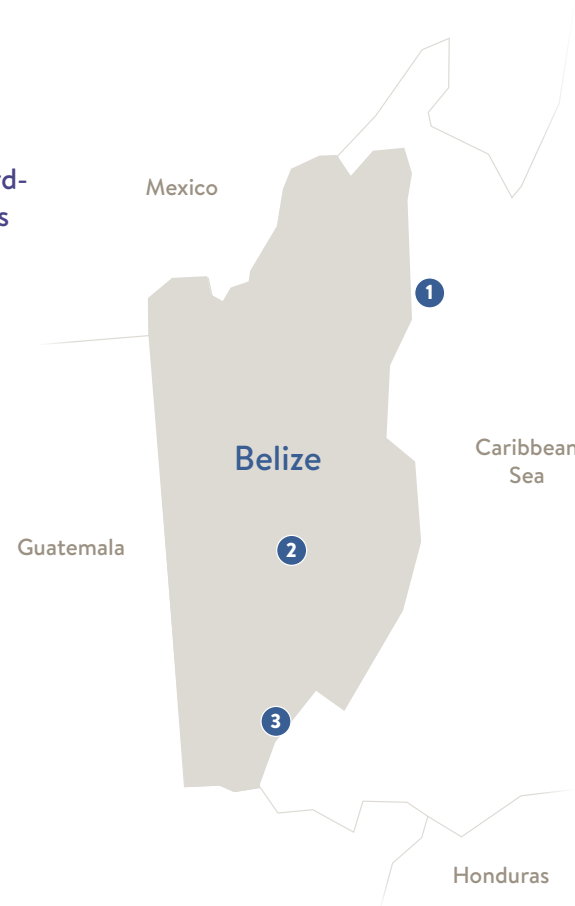 rd-
s
Mexico
1
Belize
Caribbean
Sea
Guatemala
2
3
Honduras